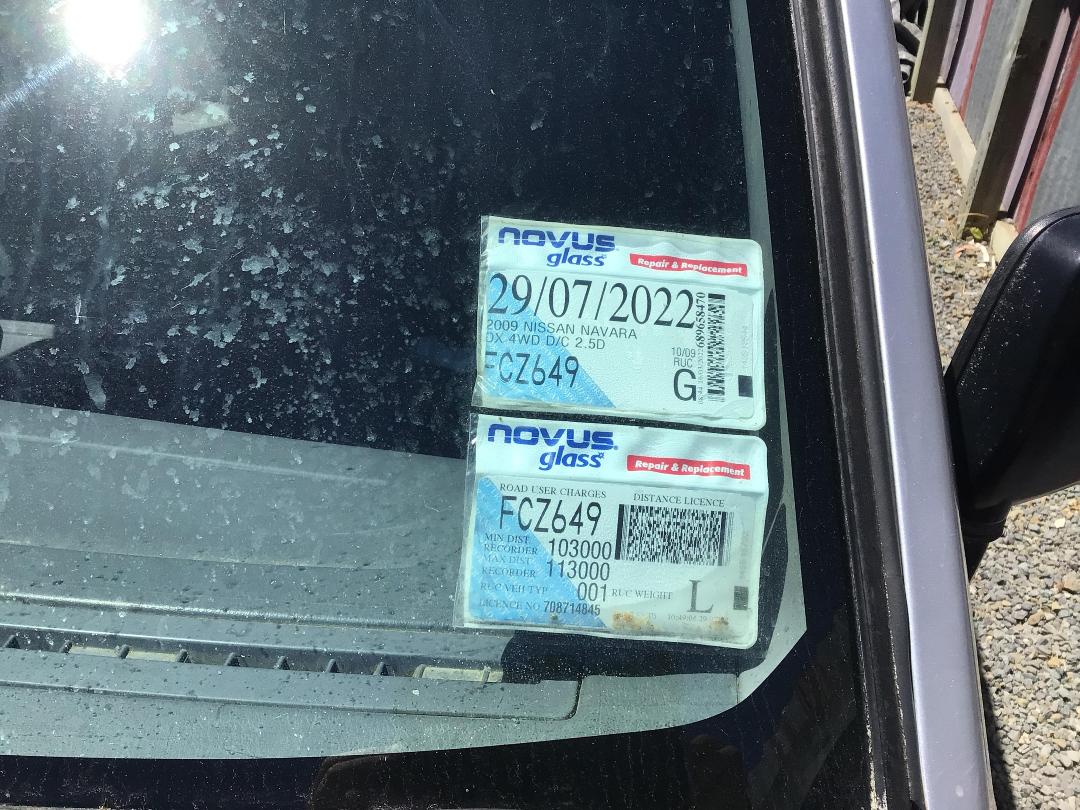 novus
glass
Repair & Replacement
29/07/2022
2009 NISSAN NAVARA
DX 4WD D/C 2.5D
FCZ649
10/09
RUC
G
689658470
novus
glass
Repair & Replacement
ROAD USER CHARGES
DISTANCE LICENCE
FCZ649
MIN DIST
RECORDER 103000
MAX DIST
RECORDER 113000
RUC VEH TYP 001 RUC WEIGHT L
LICENCE NO 708714845